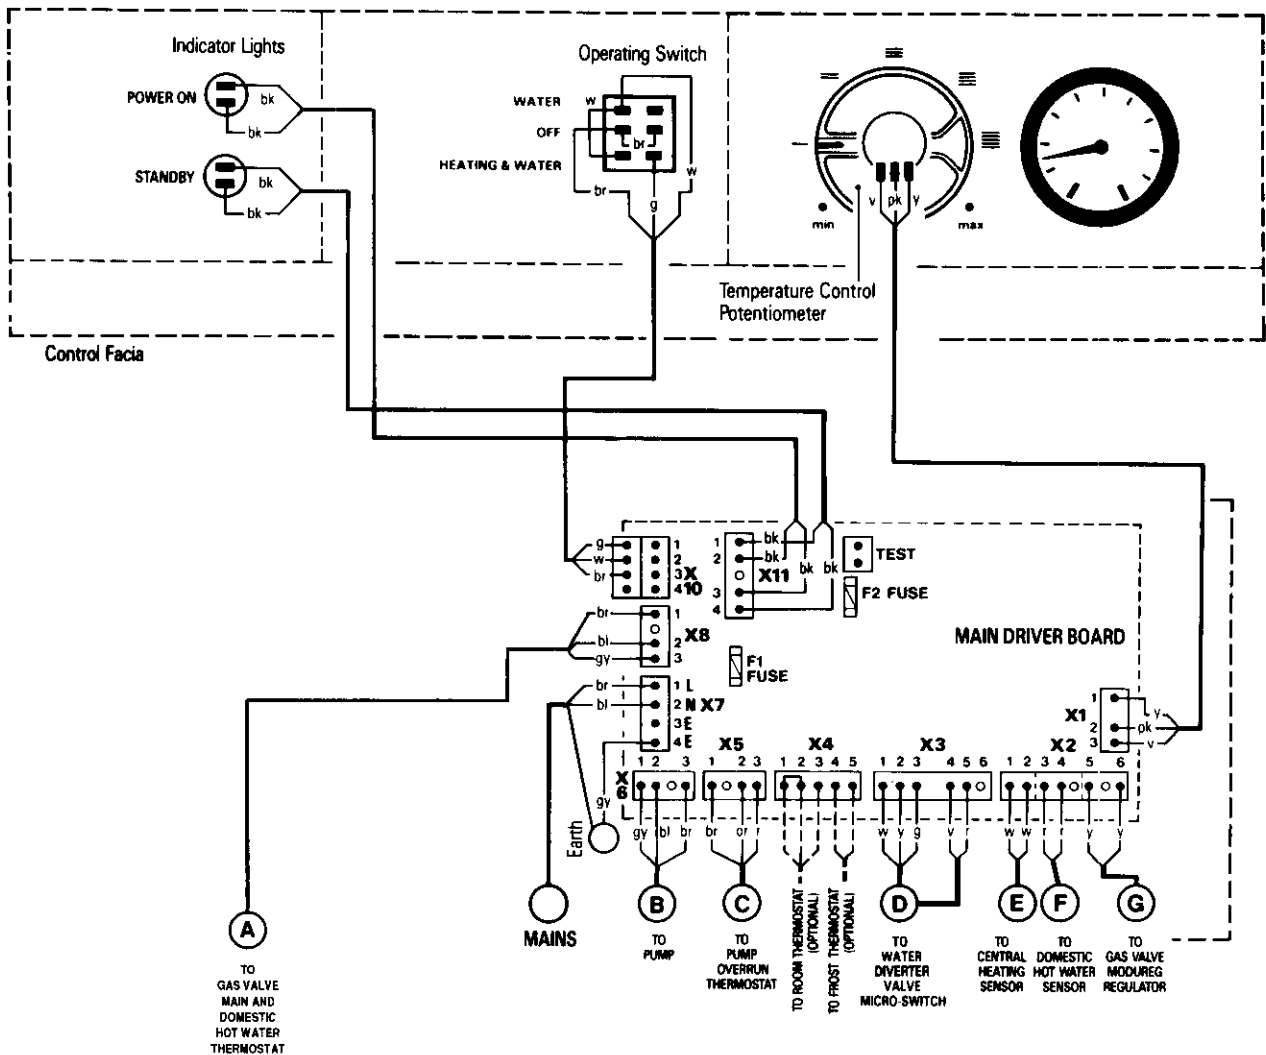 Indicator Lights
POWER ON
bk
bk
STANDBY
bk
bk
Operating Switch
WATER
OFF
HEATING & WATER
w
br
w
br
g
min
max
v
pk
y
Temperature Control
Potentiometer
Control Facia
g
w
br
1
2
3
4
X
10
1
2
3
4
X11
bk
bk
bk
bk
TEST
F2 FUSE
MAIN DRIVER BOARD
br
bl
gy
1
2
3
X8
F1
FUSE
br
bl
1 L
2 N X7
3 E
4 E
X1
1
2
3
y
pk
v
X5
X4
X3
X2
X
6
1 2 3
1 2 3
1 2 3 4 5
1 2 3 4 5 6
1 2 3 4 5 6
gy
Earth
gy bl br
br or r
w y g v r
w w r r y y
A
MAINS
B
C
D
E
F
G
TO
GAS VALVE
MAIN AND
DOMESTIC
HOT WATER
THERMOSTAT
TO
PUMP
TO
PUMP
OVERRUN
THERMOSTAT
TO ROOM THERMOSTAT
(OPTIONAL)
TO FROST THERMOSTAT
(OPTIONAL)
TO
WATER
DIVERTER
VALVE
MICRO-SWITCH
TO
CENTRAL
HEATING
SENSOR
TO
DOMESTIC
HOT WATER
SENSOR
TO
GAS VALVE
MODUREG
REGULATOR